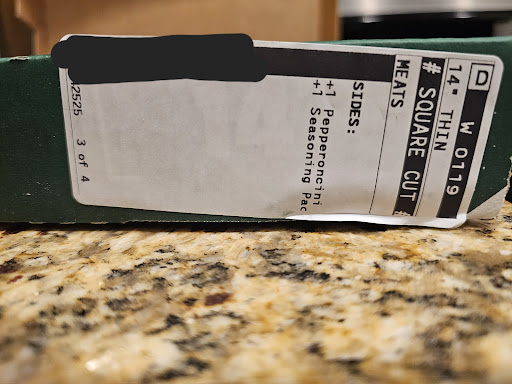 D W 0119
14" THIN
# SQUARE CUT #
MEATS
SIDES:
+1 Pepperoncini
+1 Seasoning Pac
2525 3 of 4